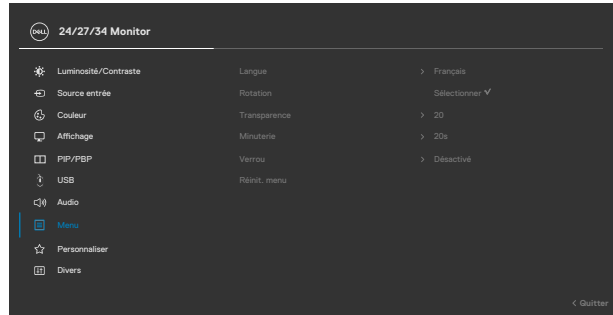 DELL 24/27/34 Monitor
Luminosité/Contraste Langue > Français
Source entrée Rotation Sélectionner ✓
Couleur Transparence > 20
Affichage Minuterie > 20s
PIP/PBP Verrou > Désactivé
USB Réinit. menu
Audio
Menu
Personnaliser
Divers
< Quitter